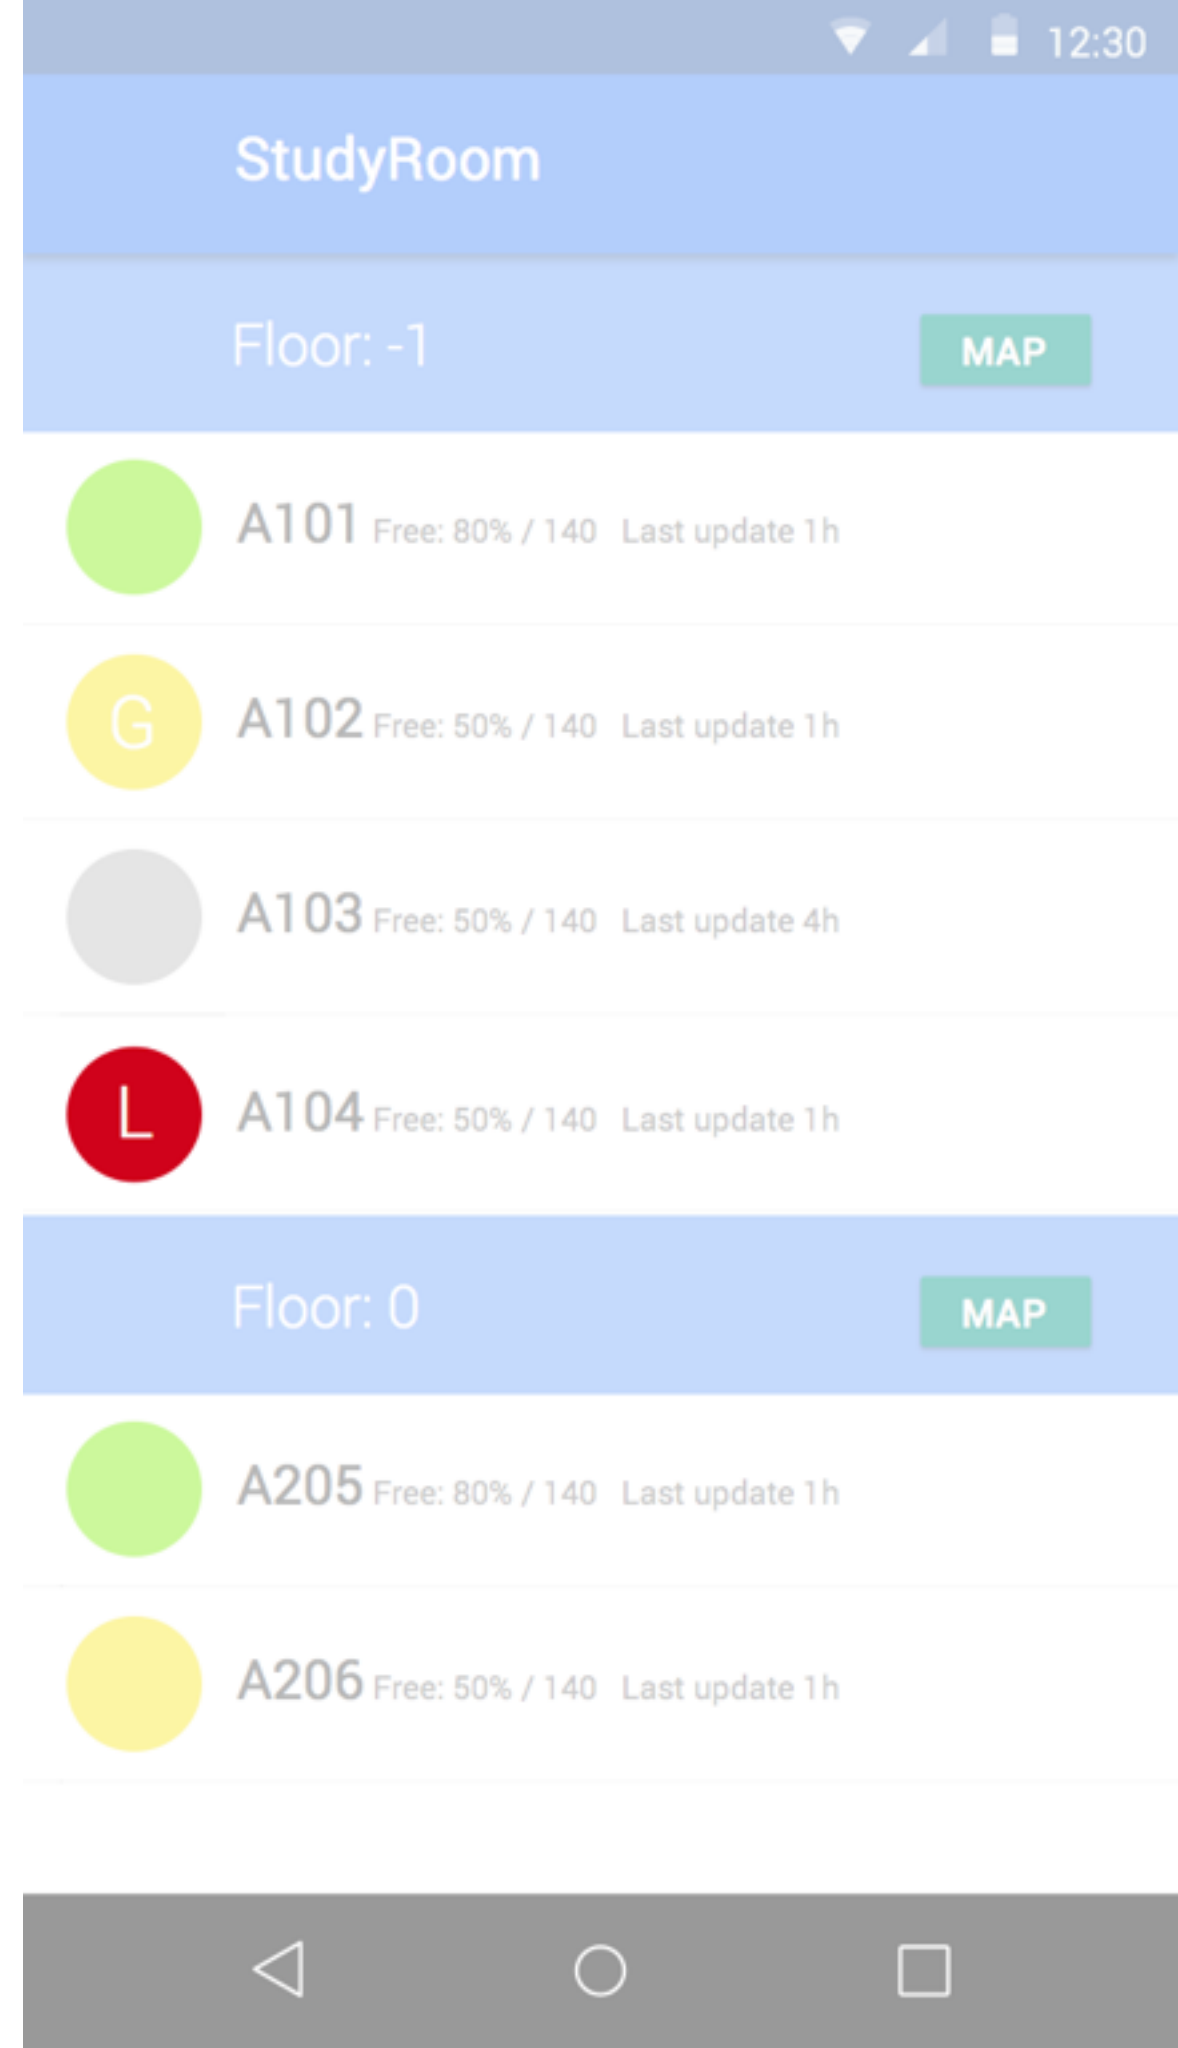 12:30
StudyRoom
Floor: -1 MAP
A101 Free: 80% / 140 Last update 1h
G A102 Free: 50% / 140 Last update 1h
A103 Free: 50% / 140 Last update 4h
L A104 Free: 50% / 140 Last update 1h
Floor: 0 MAP
A205 Free: 80% / 140 Last update 1h
A206 Free: 50% / 140 Last update 1h